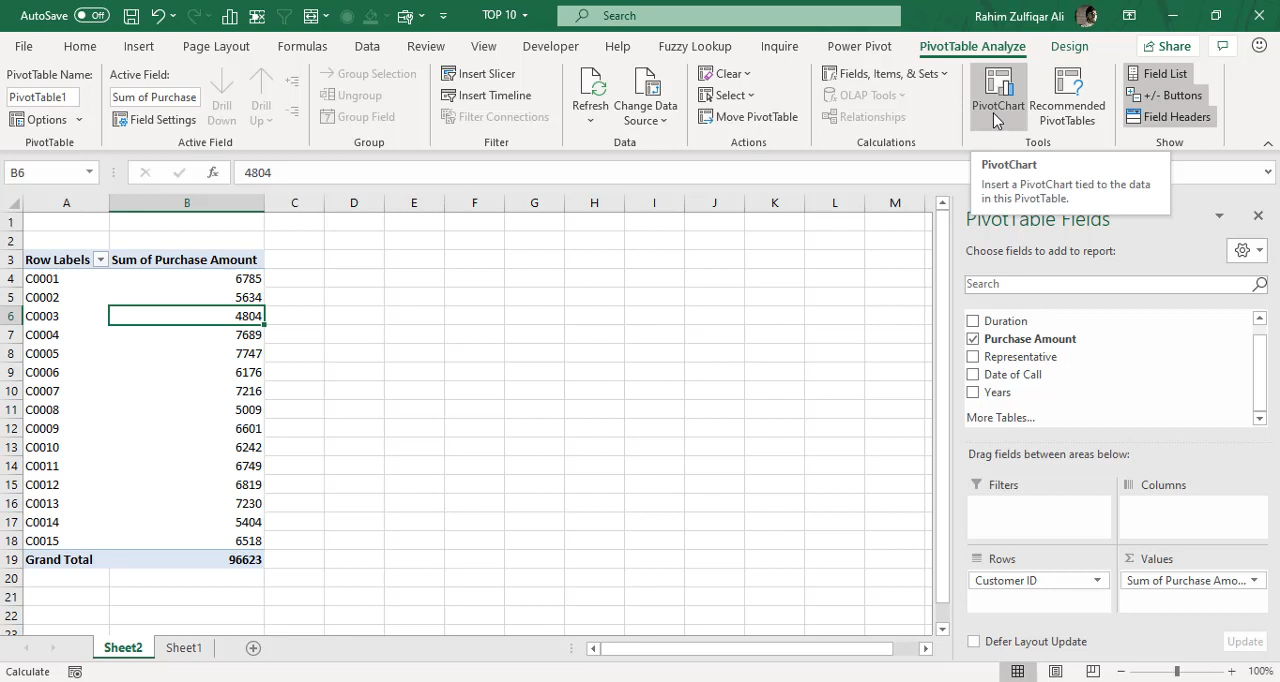 AutoSave Off TOP 10 Search Rahim Zulfiqar Ali
File Home Insert Page Layout Formulas Data Review View Developer Help Fuzzy Lookup Inquire Power Pivot PivotTable Analyze Design Share
PivotTable Name:
PivotTable1
Options
PivotTable
Active Field:
Sum of Purchase
Field Settings
Drill
Down
Drill
Up
Active Field
Group Selection
Ungroup
Group Field
Group
Insert Slicer
Insert Timeline
Filter Connections
Filter
Refresh
Change Data
Source
Data
Clear
Select
Move PivotTable
Actions
Fields, Items, & Sets
OLAP Tools
Relationships
Calculations
PivotChart
Recommended
PivotTables
Tools
Field List
+/- Buttons
Field Headers
Show
B6 fx 4804
PivotChart
Insert a PivotChart tied to the data
in this PivotTable.
A B C D E F G H I J K L M
1
2
3 Row Labels Sum of Purchase Amount
4 C0001 6785
5 C0002 5634
6 C0003 4804
7 C0004 7689
8 C0005 7747
9 C0006 6176
10 C0007 7216
11 C0008 5009
12 C0009 6601
13 C0010 6242
14 C0011 6749
15 C0012 6819
16 C0013 7230
17 C0014 5404
18 C0015 6518
19 Grand Total 96623
20
21
22
23
PivotTable Fields
Choose fields to add to report:
Search
Duration
Purchase Amount
Representative
Date of Call
Years
More Tables...
Drag fields between areas below:
Filters
Columns
Rows
Customer ID
Σ Values
Sum of Purchase Amo...
Defer Layout Update Update
Sheet2 Sheet1
Calculate 100%